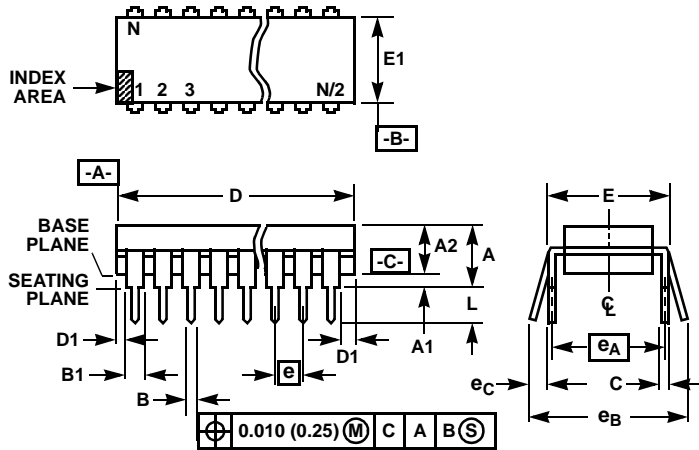 N
E1
INDEX
AREA
1 2 3 N/2
-B-
-A-
D
E
BASE
PLANE
A2
A
-C-
SEATING
PLANE
L
C
L
D1
B1
A1
D1
e
eA
B
eC
C
eB
0.010 (0.25) M C A B S